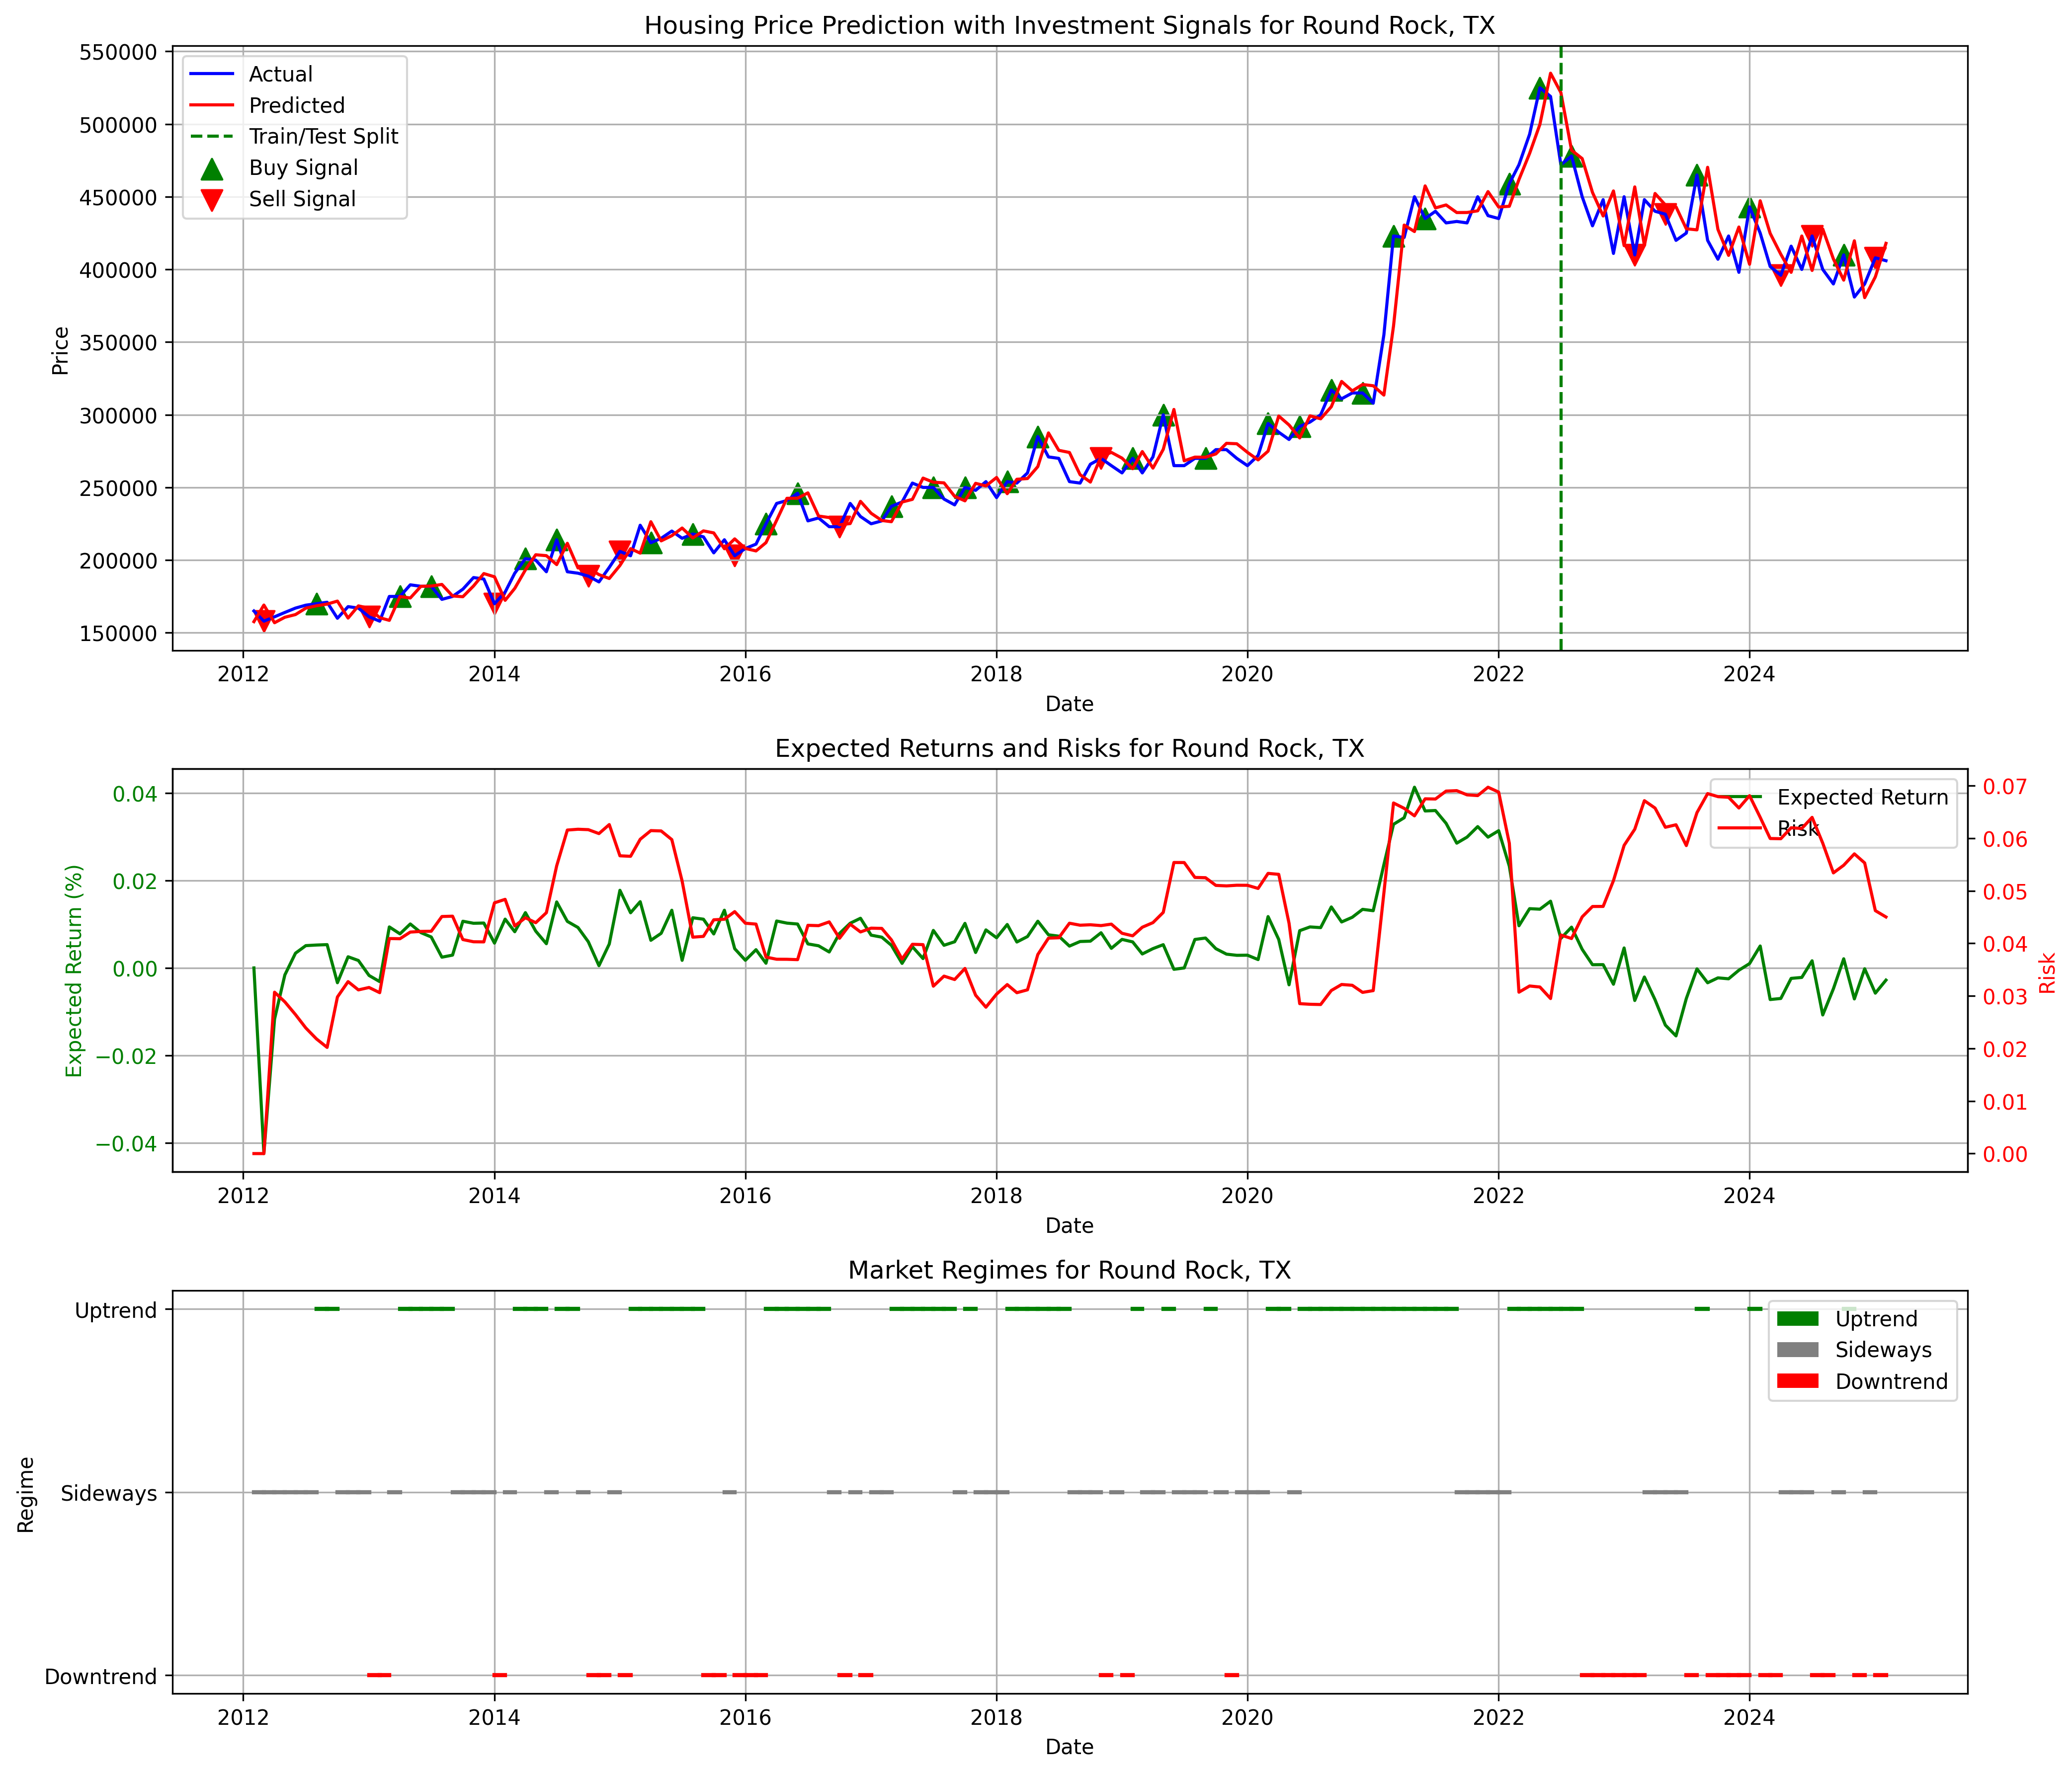 Housing Price Prediction with Investment Signals for Round Rock, TX
550000
500000
450000
400000
350000
300000
250000
200000
150000
Price
Actual
Predicted
Train/Test Split
Buy Signal
Sell Signal
2012 2014 2016 2018 2020 2022 2024
Date
Expected Returns and Risks for Round Rock, TX
0.04
0.02
0.00
−0.02
−0.04
Expected Return (%)
Expected Return
Risk
0.07
0.06
0.05
0.04
0.03
0.02
0.01
0.00
Risk
2012 2014 2016 2018 2020 2022 2024
Date
Market Regimes for Round Rock, TX
Uptrend
Sideways
Downtrend
Regime
Uptrend
Sideways
Downtrend
2012 2014 2016 2018 2020 2022 2024
Date